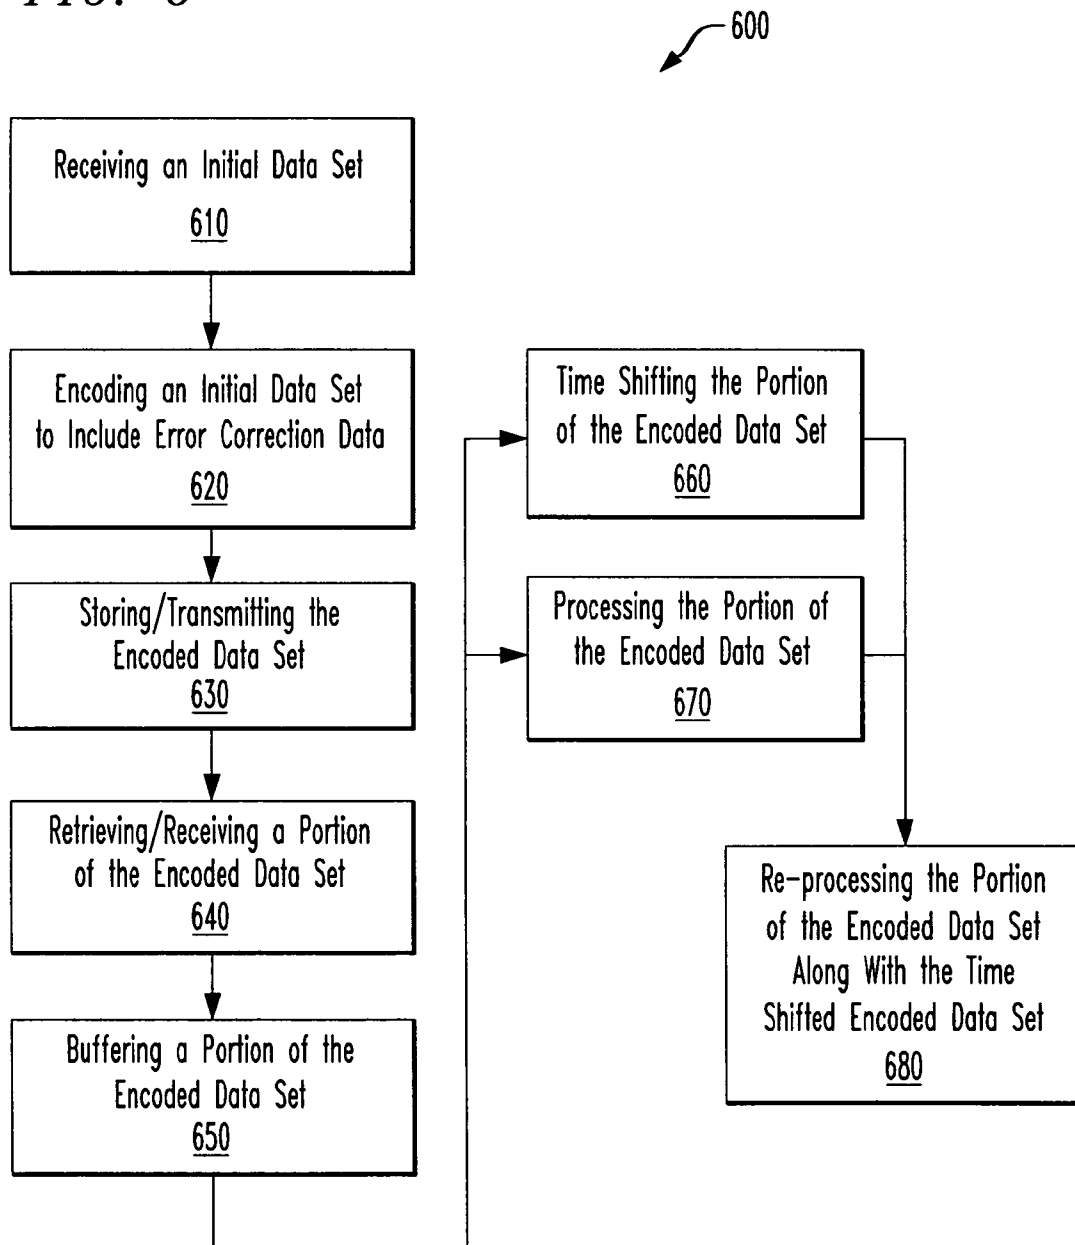 600
Receiving an Initial Data Set
610
Encoding an Initial Data Set
to Include Error Correction Data
620
Storing/Transmitting the
Encoded Data Set
630
Retrieving/Receiving a Portion
of the Encoded Data Set
640
Buffering a Portion of the
Encoded Data Set
650
Time Shifting the Portion
of the Encoded Data Set
660
Processing the Portion of
the Encoded Data Set
670
Re-processing the Portion
of the Encoded Data Set
Along With the Time
Shifted Encoded Data Set
680